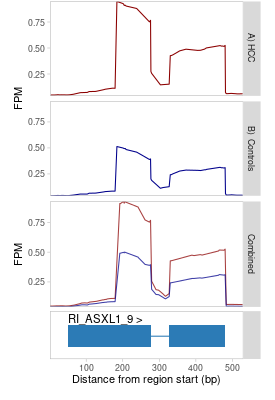 0.75
0.50
0.25
A) HCC
FPM
0.75
0.50
0.25
B) Controls
0.75
0.50
0.25
FPM
Combined
RI_ASXL1_9 >
100 200 300 400 500
Distance from region start (bp)